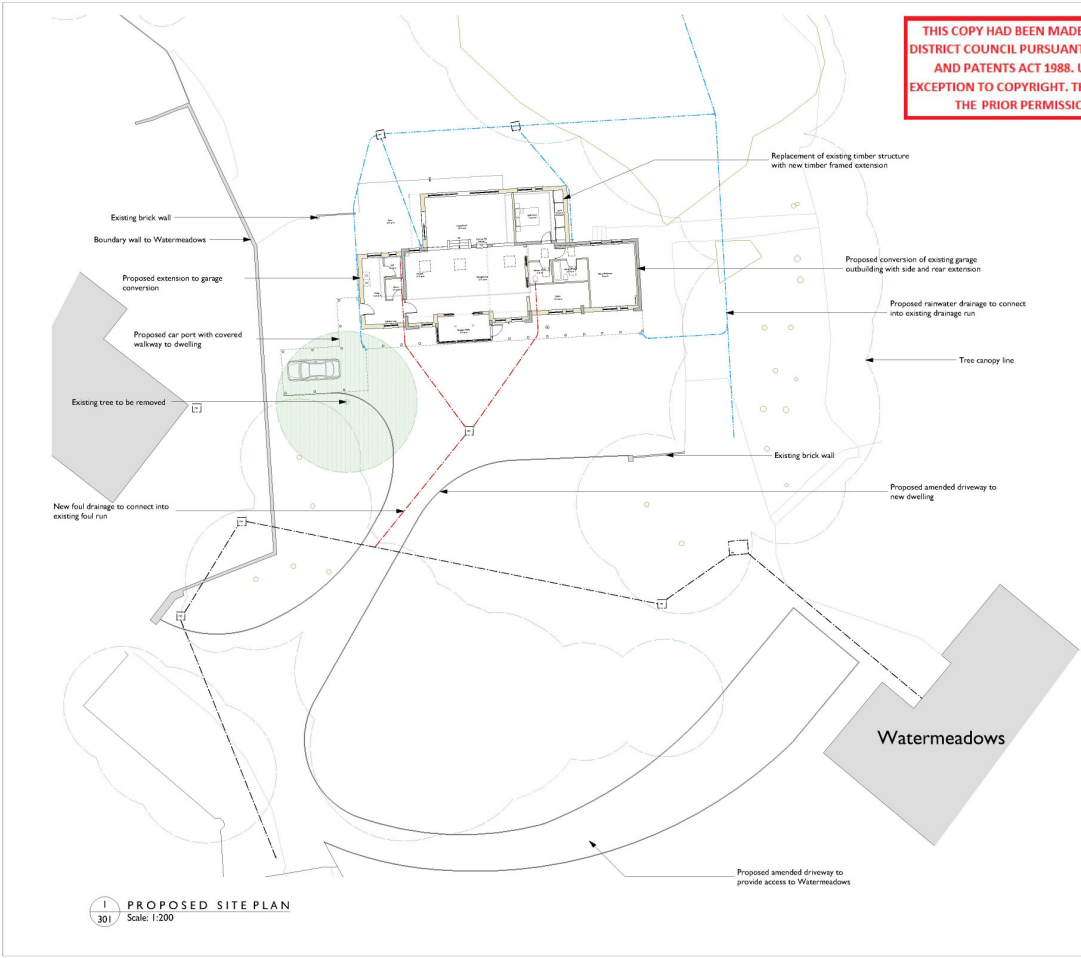 THIS COPY HAD BEEN MADE
DISTRICT COUNCIL PURSUANT
AND PATENTS ACT 1988. U
EXCEPTION TO COPYRIGHT. TH
THE PRIOR PERMISSIO
Replacement of existing timber structure
with new timber framed extension
Existing brick wall
Boundary wall to Watermeadows
Proposed extension to garage
conversion
Proposed conversion of existing garage
outbuilding with side and rear extension
Proposed rainwater drainage to connect
into existing drainage run
Proposed car port with covered
walkway to dwelling
Tree canopy line
Existing tree to be removed
Existing brick wall
Proposed amended driveway to
new dwelling
New foul drainage to connect into
existing foul run
Watermeadows
Proposed amended driveway to
provide access to Watermeadows
1
301
PROPOSED SITE PLAN
Scale: 1:200